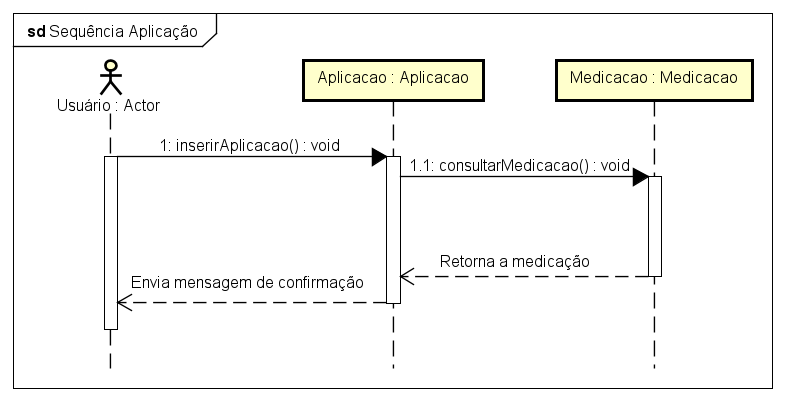 sd Sequência Aplicação
Usuário : Actor
Aplicacao : Aplicacao
Medicacao : Medicacao
1: inserirAplicacao() : void
1.1: consultarMedicacao() : void
Retorna a medicação
Envia mensagem de confirmação